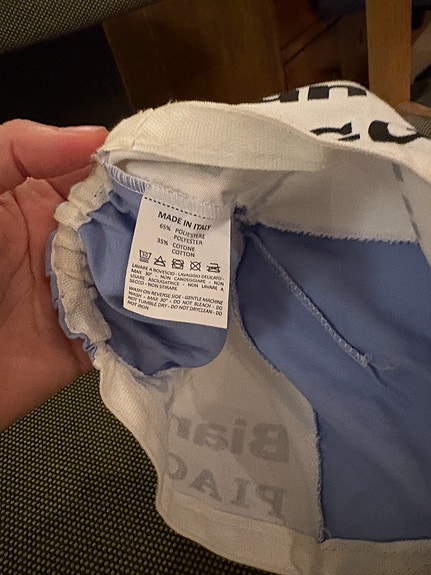 an
MADE IN ITALY
65% POLIESTERE
POLYESTER
35% COTONE
COTTON
LAVARE A ROVESCIO - LAVAGGIO DELICATO -
MAX 30° - NON CANDEGGIARE - NON
USARE ASCIUGATRICE - NON LAVARE A
SECCO - NON STIRARE
WASH ON REVERSE SIDE - GENTLE MACHINE
WASH - MAX 30° - DO NOT BLEACH - DO
NOT TUMBLE DRY - DO NOT DRYCLEAN - DO
NOT IRON
Bian
PIAC